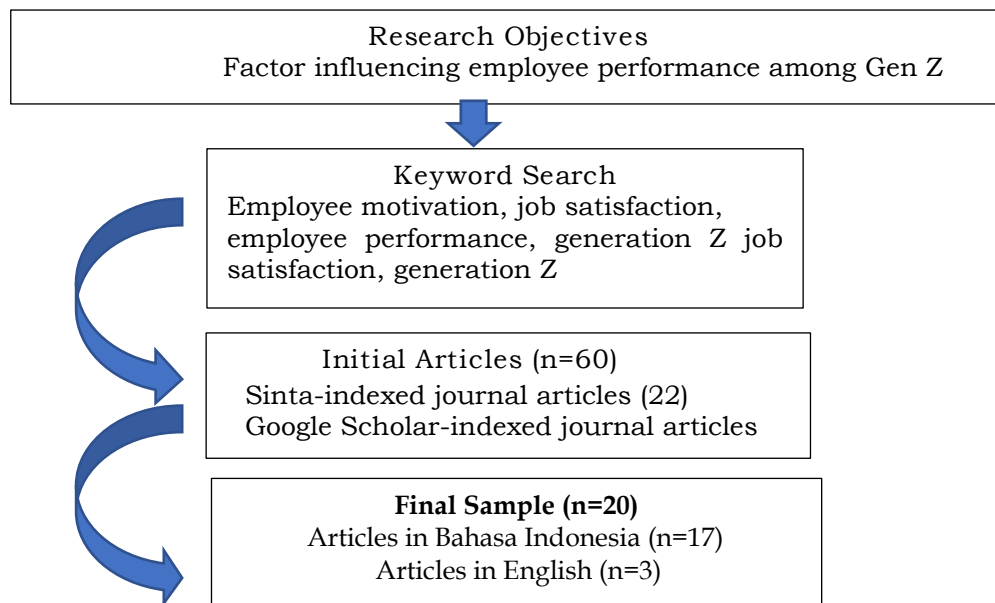 Research Objectives
Factor influencing employee performance among Gen Z
Keyword Search
Employee motivation, job satisfaction,
employee performance, generation Z job
satisfaction, generation Z
Initial Articles (n=60)
Sinta-indexed journal articles (22)
Google Scholar-indexed journal articles
Final Sample (n=20)
Articles in Bahasa Indonesia (n=17)
Articles in English (n=3)